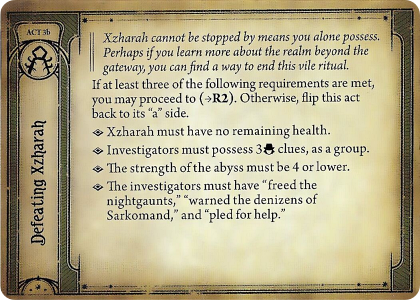 ACT 3b
Defeating Xzharah
Xzharah cannot be stopped by means you alone possess.
Perhaps if you learn more about the realm beyond the
gateway, you can find a way to end this vile ritual.
If at least three of the following requirements are met,
you may proceed to (→R2). Otherwise, flip this act
back to its “a” side.
Xzharah must have no remaining health.
Investigators must possess 3 clues, as a group.
The strength of the abyss must be 4 or lower.
The investigators must have “freed the
nightgaunts,” “warned the denizens of
Sarkomand,” and “pled for help.”